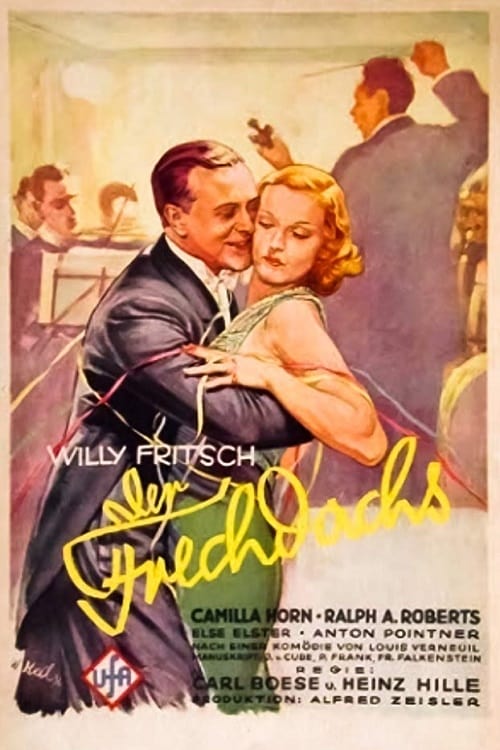 WILLY FRITSCH
der
Frechdachs
CAMILLA HORN · RALPH A. ROBERTS
ELSE ELSTER · ANTON POINTNER
NACH EINER KOMÖDIE VON LOUIS VERNEUIL
MANUSKRIPT: J. v. CUBE, P. FRANK, FR. FALKENSTEIN
REGIE:
CARL BOESE u. HEINZ HILLE
PRODUKTION: ALFRED ZEISLER
UFA